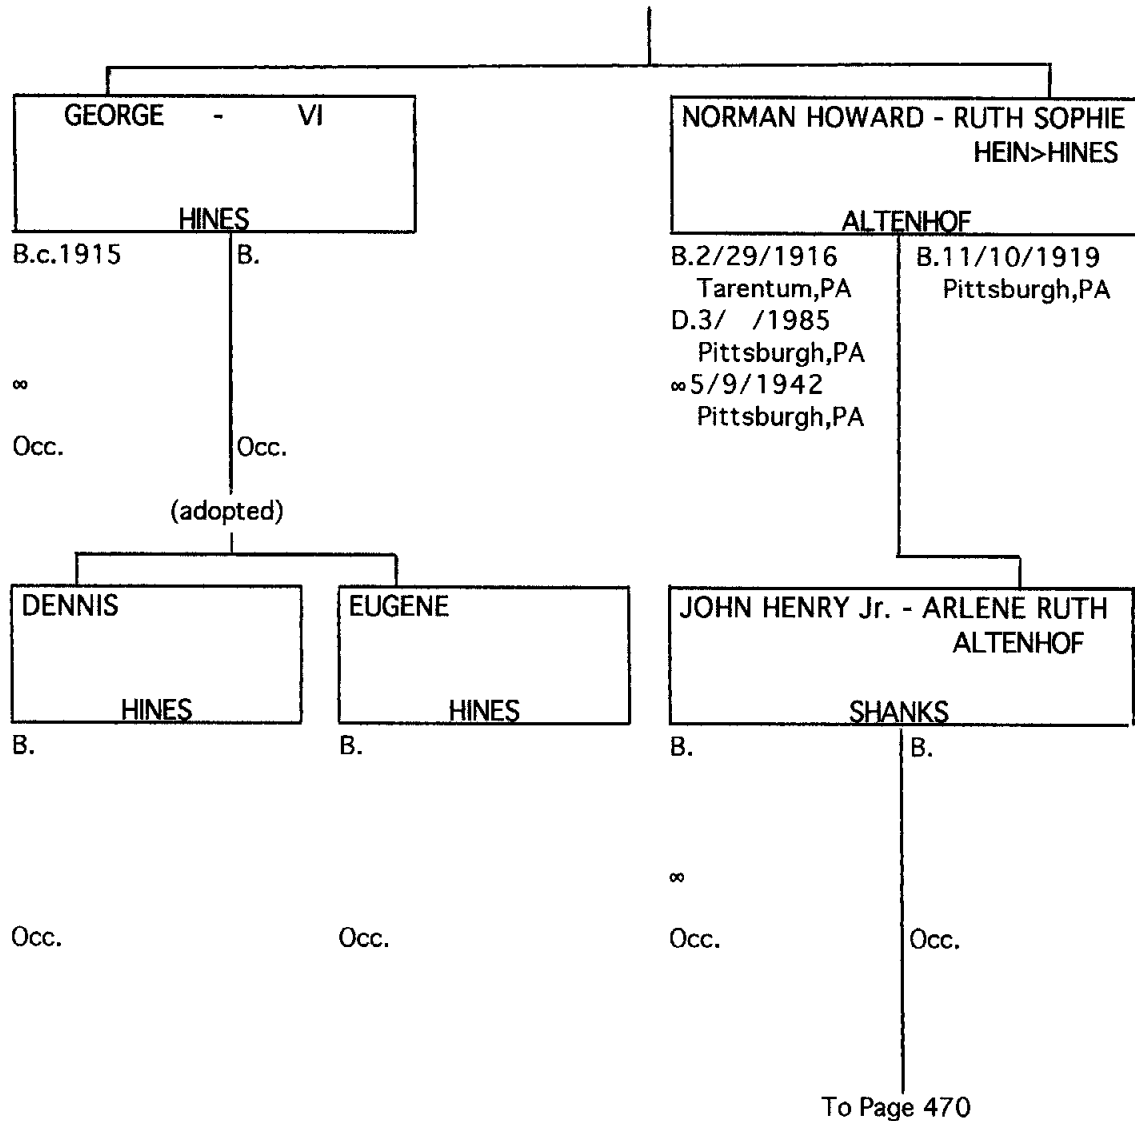 GEORGE - VI
HINES
B.c.1915 B.
∞
Occ. Occ.
(adopted)
NORMAN HOWARD - RUTH SOPHIE
HEIN>HINES
ALTENHOF
B.2/29/1916 B.11/10/1919
Tarentum,PA Pittsburgh,PA
D.3/ /1985
Pittsburgh,PA
∞5/9/1942
Pittsburgh,PA
DENNIS
HINES
B.
Occ.
EUGENE
HINES
B.
Occ.
JOHN HENRY Jr. - ARLENE RUTH
ALTENHOF
SHANKS
B. B.
∞
Occ. Occ.
To Page 470